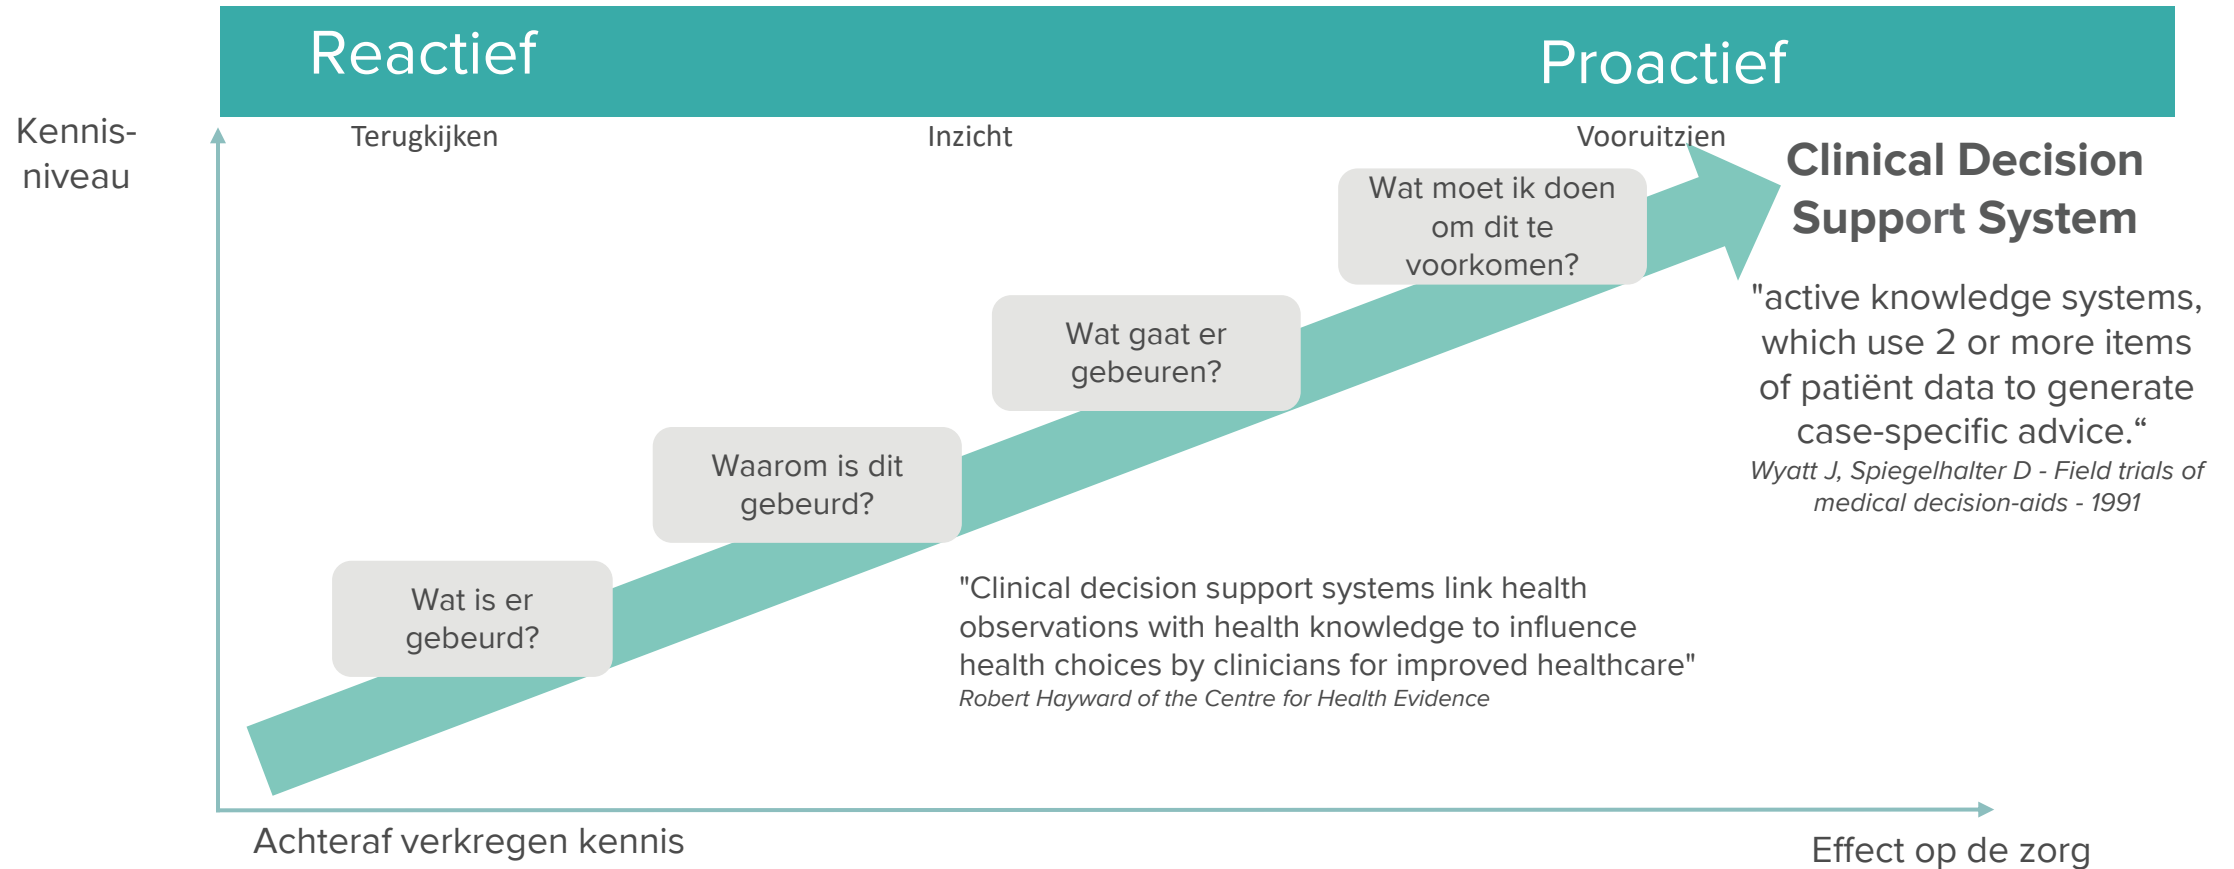 Reactief
Proactief
Kennis-
niveau
Terugkijken
Inzicht
Vooruitzien
Clinical Decision
Support System
Wat moet ik doen
om dit te
voorkomen?
"active knowledge systems,
which use 2 or more items
of patiënt data to generate
case-specific advice.“
Wyatt J, Spiegelhalter D - Field trials of
medical decision-aids - 1991
Wat gaat er
gebeuren?
Waarom is dit
gebeurd?
Wat is er
gebeurd?
"Clinical decision support systems link health
observations with health knowledge to influence
health choices by clinicians for improved healthcare"
Robert Hayward of the Centre for Health Evidence
Achteraf verkregen kennis
Effect op de zorg